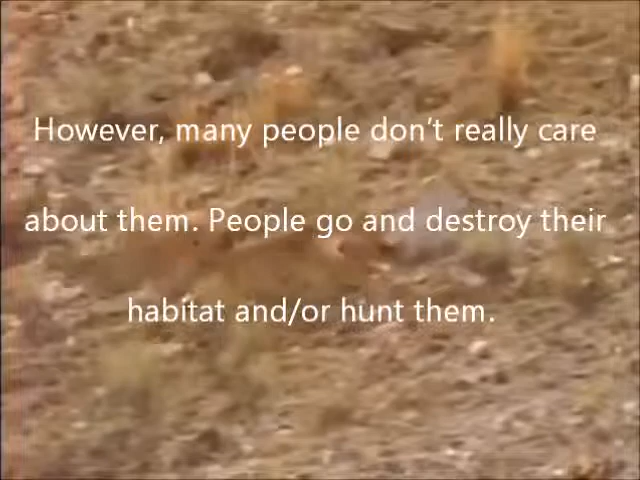 However, many people don't really care
about them. People go and destroy their
habitat and/or hunt them.